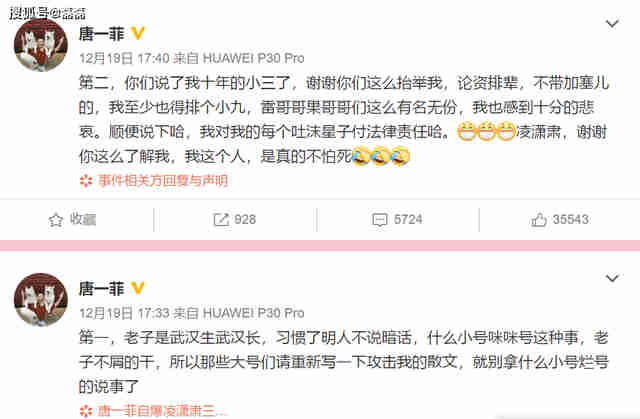 搜狐号@磊磊
唐一菲
12月19日 17:40 来自 HUAWEI P30 Pro
第二，你们说了我十年的小三了，谢谢你们这么抬举我，论资排辈，不带加塞儿
的，我至少也得排个小九，雷哥哥果哥哥们这么有名无份，我也感到十分的悲
哀。顺便说下哈，我对我的每个吐沫星子付法律责任哈。😷😷😷凌潇肃，谢谢
你这么了解我，我这个人，是真的不怕死🤣🤣🤣
事件相关方回复与声明
收藏
928
5724
35543
唐一菲
12月19日 17:33 来自 HUAWEI P30 Pro
第一，老子是武汉生武汉长，习惯了明人不说暗话，什么小号咪咪号这种事，老
子不屑的干，所以那些大号们请重新写一下攻击我的散文，就别拿什么小号烂号
的说事了
唐一菲自爆凌潇肃三...